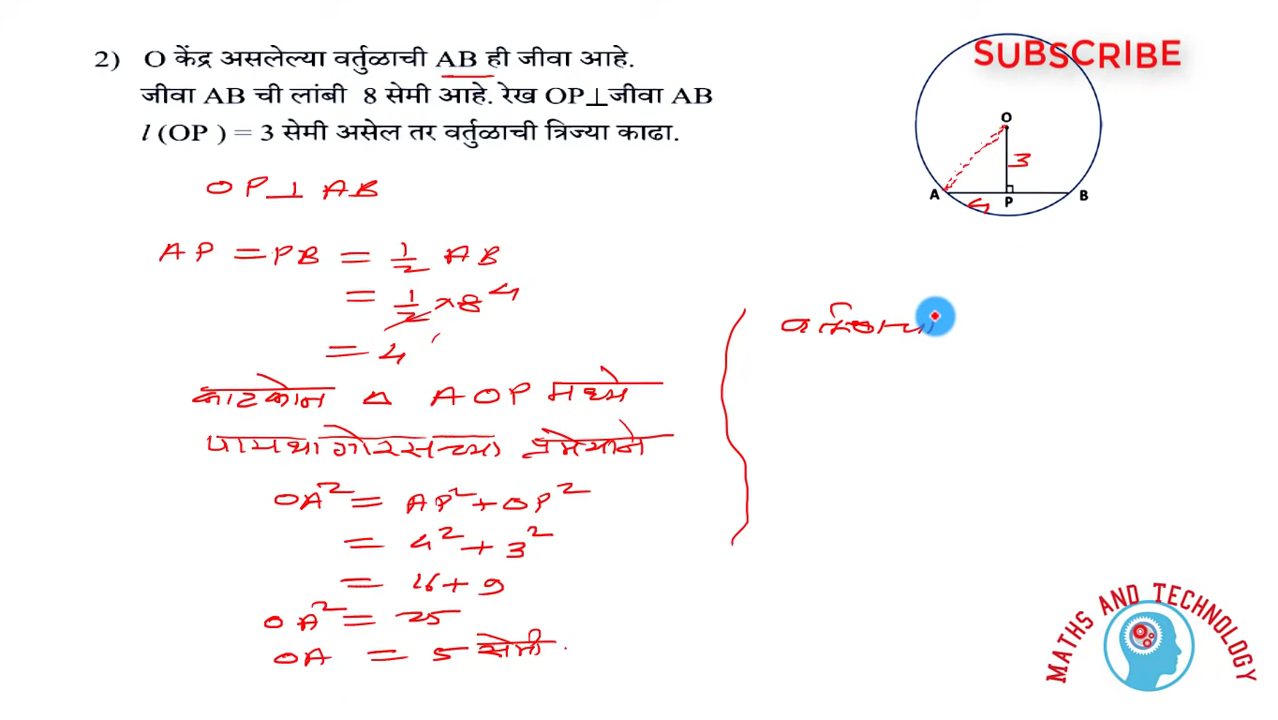 2) O केंद्र असलेल्या वर्तुळाची AB ही जीवा आहे.
जीवा AB ची लांबी 8 सेमी आहे. रेख OP⊥जीवा AB
l (OP ) = 3 सेमी असेल तर वर्तुळाची त्रिज्या काढा.
SUBSCRIBE
O
3
A
4
P
B
OP ⊥ AB
AP = PB = 1/2 AB
= 1/2 × 8 4
= 4
काटकोन △ AOP मध्ये
पायथागोरसच्या प्रमेयाने
OA² = AP² + OP²
= 4² + 3²
= 16 + 9
OA² = 25
OA = 5 सेमी.
वर्तुळाच्या
MATHS AND TECHNOLOGY